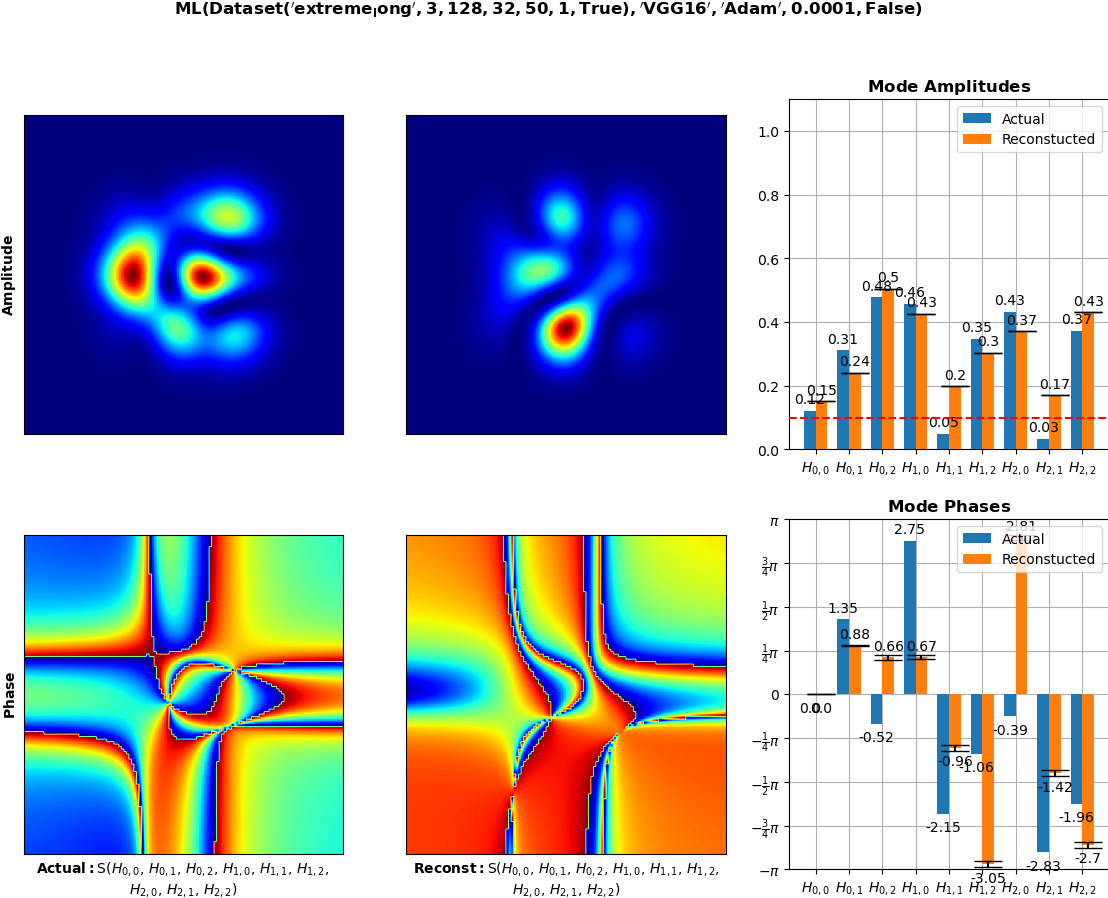 ML(Dataset('extreme_long', 3, 128, 32, 50, 1, True), 'VGG16', 'Adam', 0.0001, False)
Mode Amplitudes
Amplitude
Actual
Reconstucted
1.0
0.8
0.6
0.4
0.2
0.0
0.12 0.15 0.31 0.24 0.48 0.5 0.46 0.43 0.05 0.2 0.35 0.3 0.43 0.37 0.03 0.17 0.37 0.43
H0,0 H0,1 H0,2 H1,0 H1,1 H1,2 H2,0 H2,1 H2,2
Mode Phases
Phase
Actual
Reconstucted
π
3/4π
1/2π
1/4π
0
−1/4π
−1/2π
−3/4π
−π
0.0 0.0 1.35 0.88 -0.52 0.66 2.75 0.67 -2.15 -0.96 -1.06 -3.05 -0.39 2.81 -2.83 -1.42 -1.96 -2.7
H0,0 H0,1 H0,2 H1,0 H1,1 H1,2 H2,0 H2,1 H2,2
Actual: S(H0,0, H0,1, H0,2, H1,0, H1,1, H1,2,
H2,0, H2,1, H2,2)
Reconst: S(H0,0, H0,1, H0,2, H1,0, H1,1, H1,2,
H2,0, H2,1, H2,2)